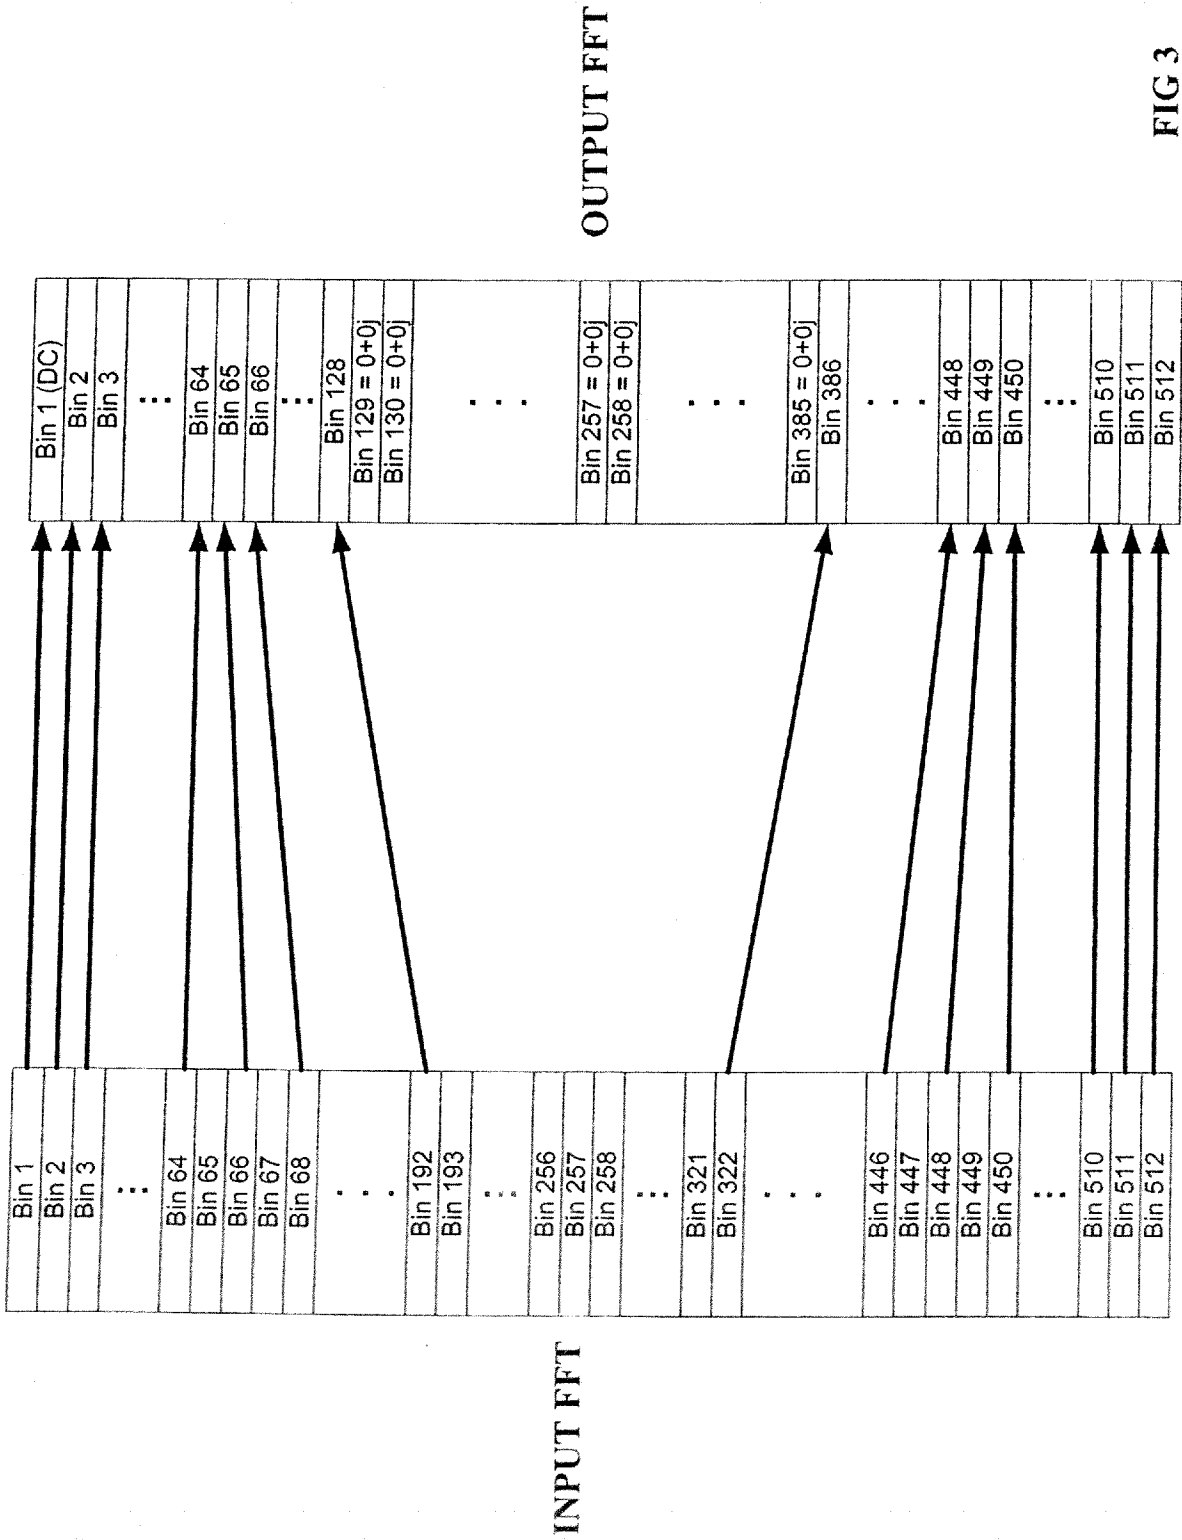 INPUT FFT
Bin 1
Bin 2
Bin 3
...
Bin 64
Bin 65
Bin 66
Bin 67
Bin 68
. . .
Bin 192
Bin 193
...
Bin 256
Bin 257
Bin 258
...
Bin 321
Bin 322
. . .
Bin 446
Bin 447
Bin 448
Bin 449
Bin 450
...
Bin 510
Bin 511
Bin 512
Bin 1 (DC)
Bin 2
Bin 3
...
Bin 64
Bin 65
Bin 66
...
Bin 128
Bin 129 = 0+0j
Bin 130 = 0+0j
. . .
Bin 257 = 0+0j
Bin 258 = 0+0j
. . .
Bin 385 = 0+0j
Bin 386
. . .
Bin 448
Bin 449
Bin 450
...
Bin 510
Bin 511
Bin 512
OUTPUT FFT
FIG 3